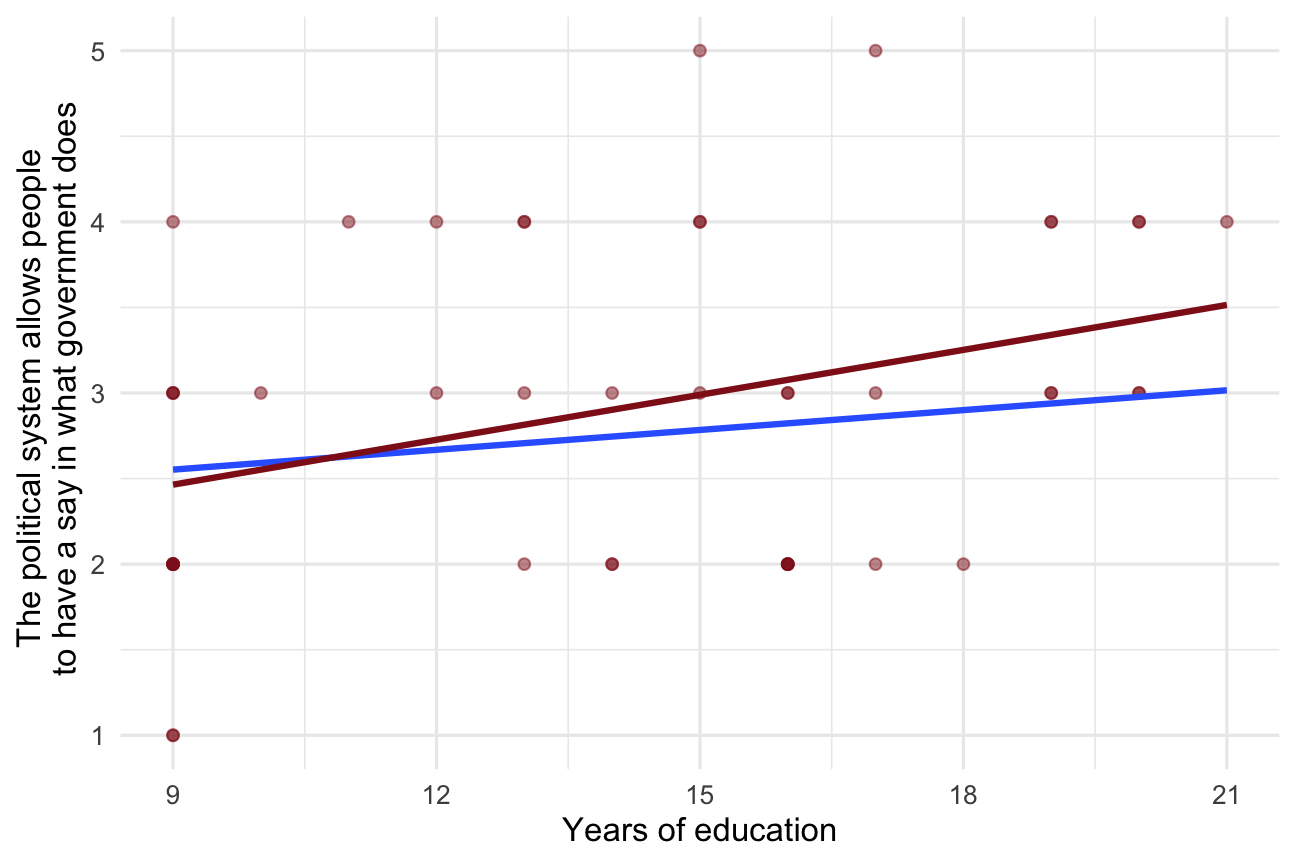 5
4
3
2
1
The political system allows people
to have a say in what government does
9 12 15 18 21
Years of education